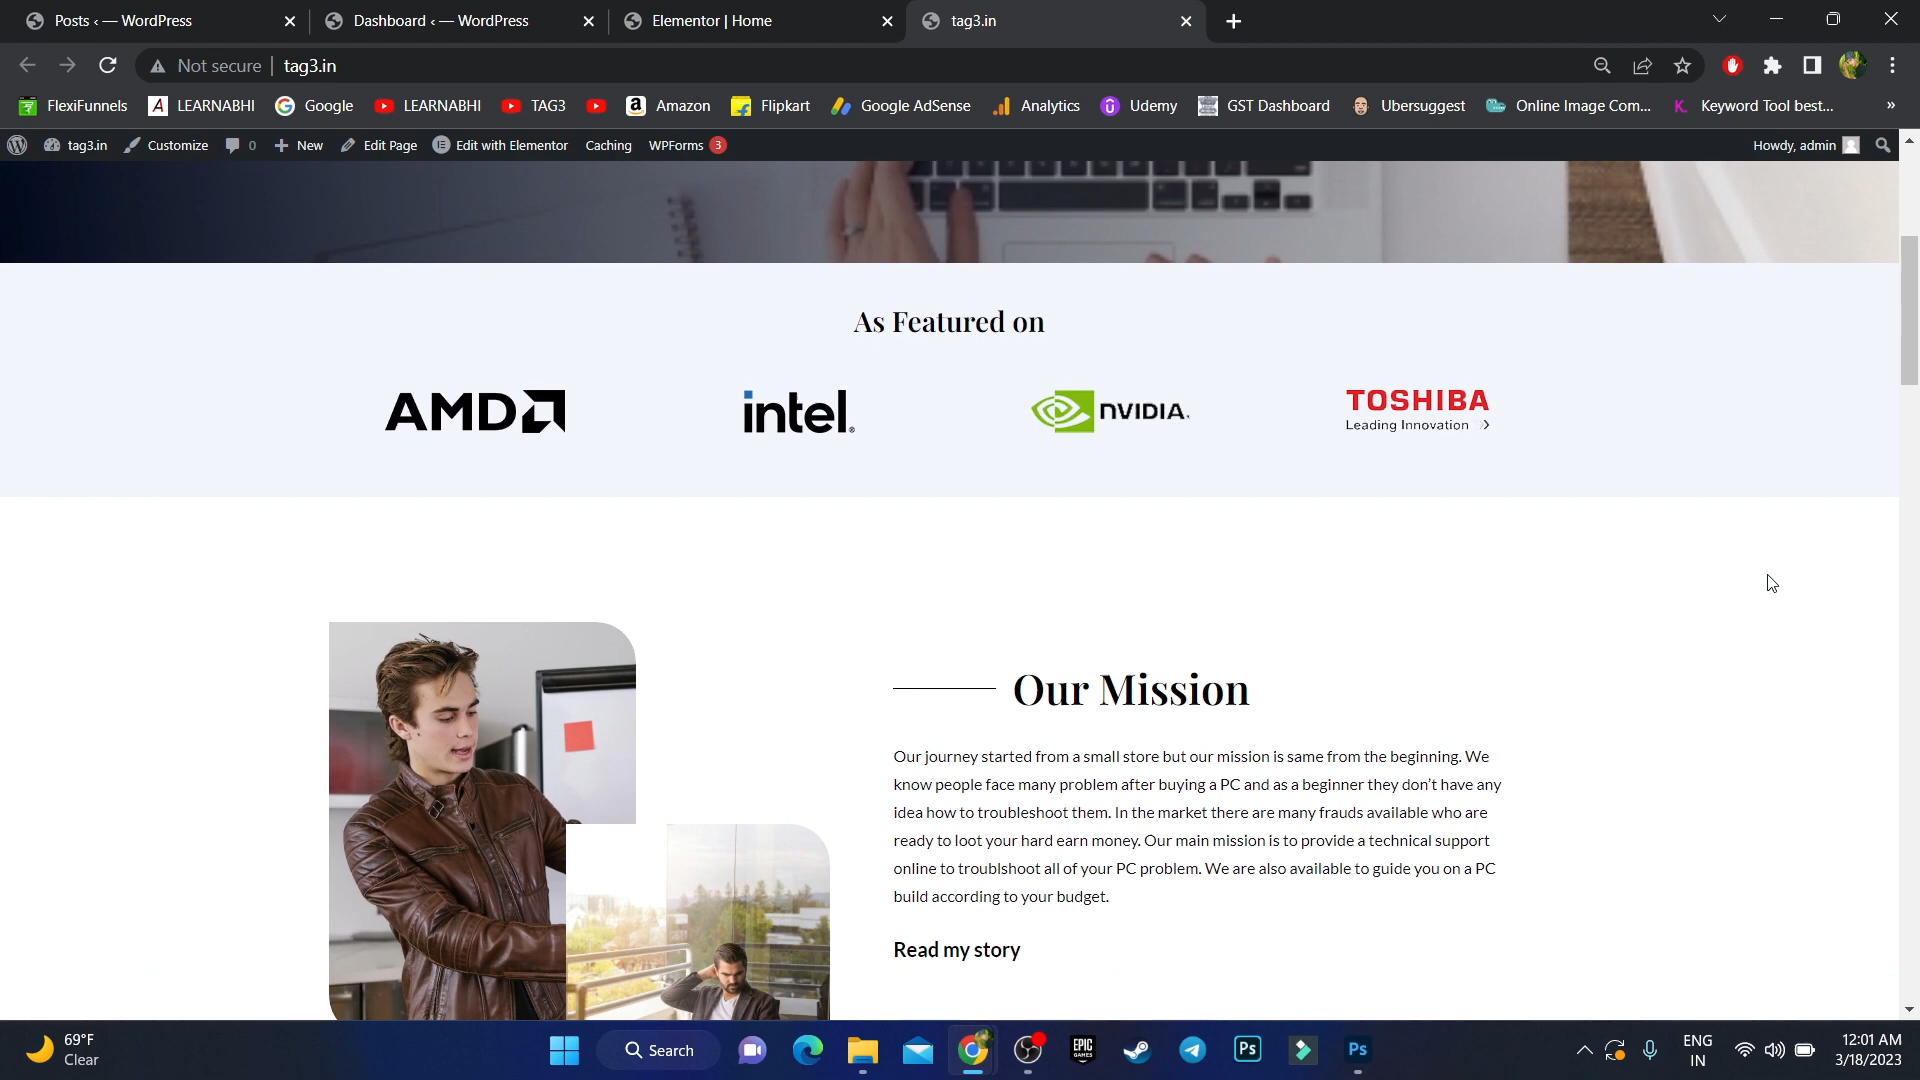 Posts ‹ — WordPress
Dashboard ‹ — WordPress
Elementor | Home
tag3.in
Not secure
tag3.in
FlexiFunnels
LEARNABHI
Google
LEARNABHI
TAG3
Amazon
Flipkart
Google AdSense
Analytics
Udemy
GST Dashboard
Ubersuggest
Online Image Com...
Keyword Tool best...
tag3.in
Customize
0
New
Edit Page
Edit with Elementor
Caching
WPForms 3
Howdy, admin
As Featured on
AMD
intel
NVIDIA.
TOSHIBA
Leading Innovation
Our Mission
Our journey started from a small store but our mission is same from the beginning. We
know people face many problem after buying a PC and as a beginner they don't have any
idea how to troubleshoot them. In the market there are many frauds available who are
ready to loot your hard earn money. Our main mission is to provide a technical support
online to troublshoot all of your PC problem. We are also available to guide you on a PC
build according to your budget.
Read my story
69°F
Clear
Search
EPIC
GAMES
Ps
Ps
ENG
IN
12:01 AM
3/18/2023